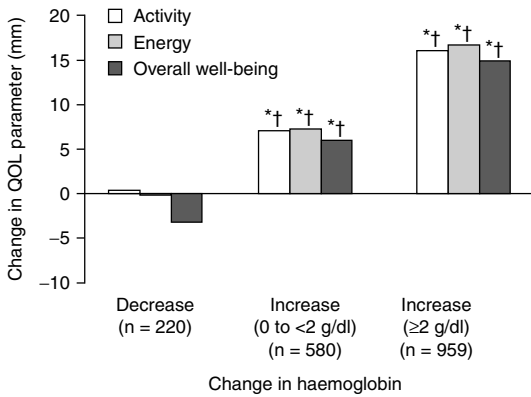 Change in QOL parameter (mm)
20
15
10
5
0
−5
−10
Activity
Energy
Overall well-being
*†
*†
*†
*†
*†
*†
Decrease
(n = 220)
Increase
(0 to <2 g/dl)
(n = 580)
Increase
(≥2 g/dl)
(n = 959)
Change in haemoglobin